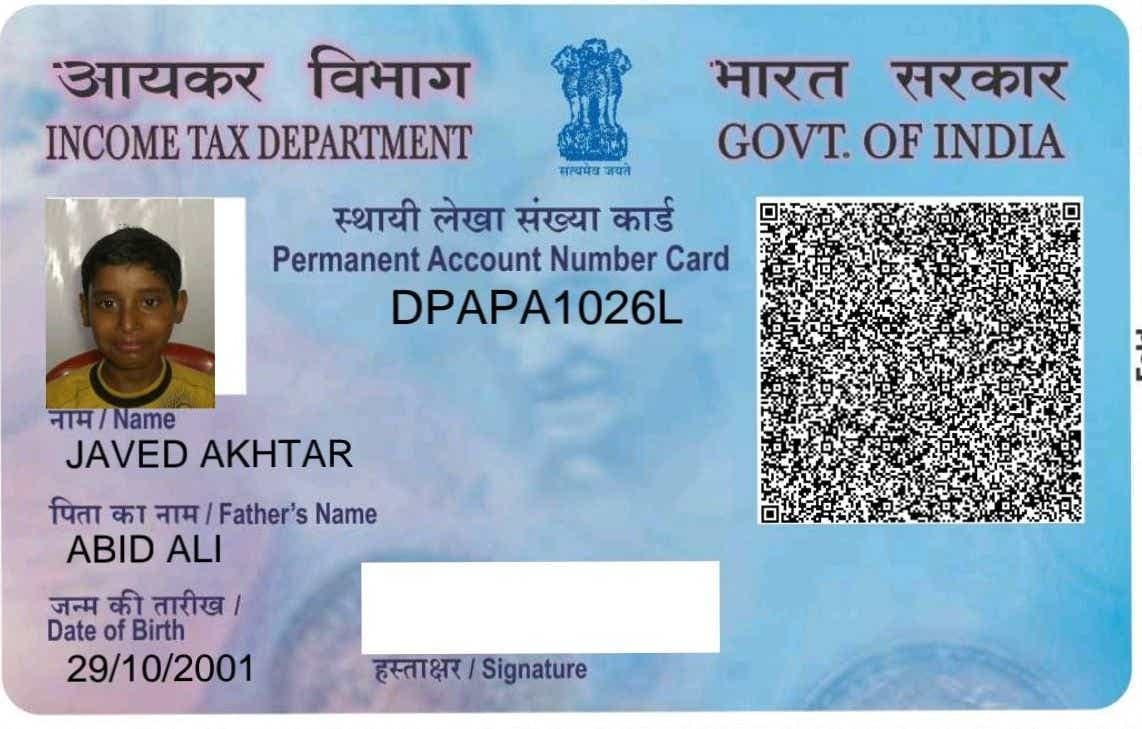 आयकर विभाग
INCOME TAX DEPARTMENT
सत्यमेव जयते
भारत सरकार
GOVT. OF INDIA
स्थायी लेखा संख्या कार्ड
Permanent Account Number Card
DPAPA1026L
नाम / Name
JAVED AKHTAR
पिता का नाम / Father's Name
ABID ALI
जन्म की तारीख /
Date of Birth
29/10/2001
हस्ताक्षर / Signature